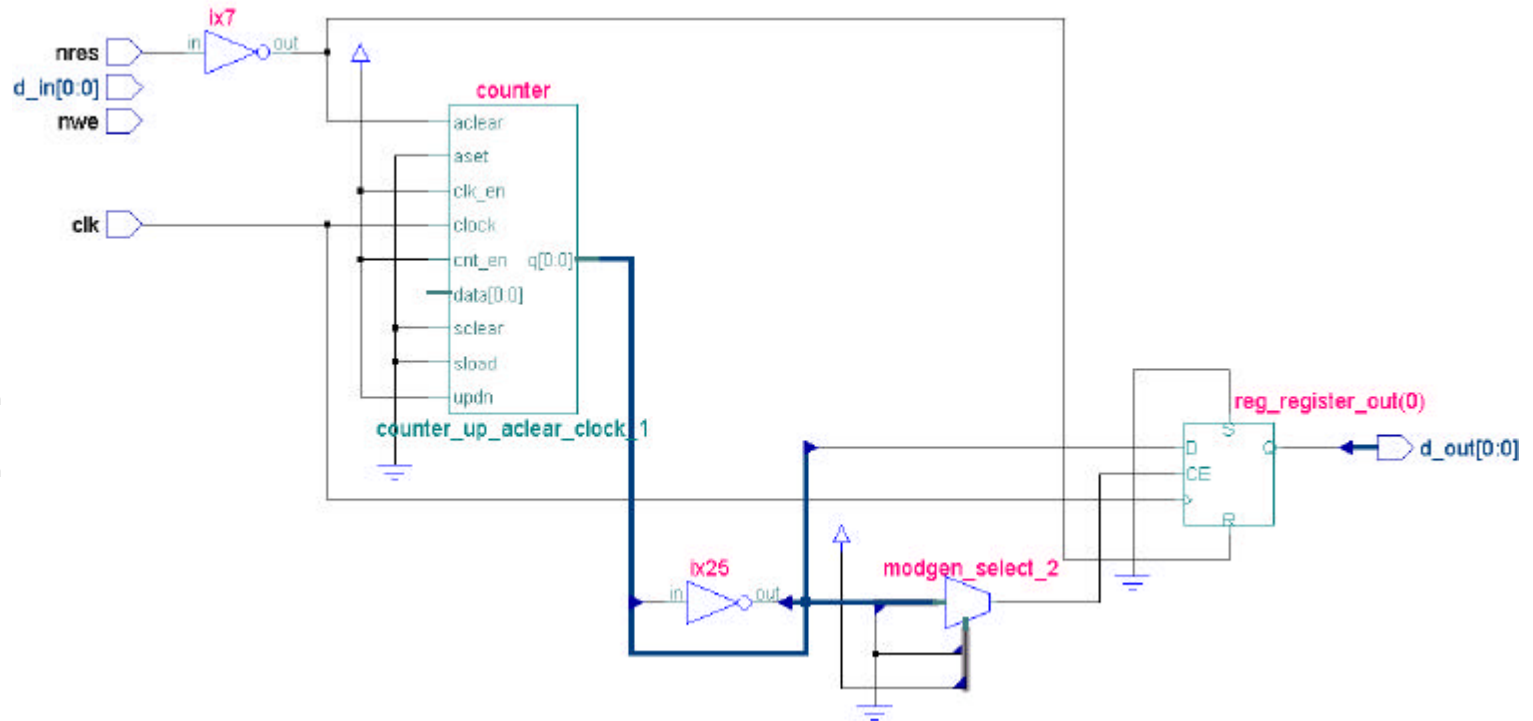 ix7
nres
in
out
d_in[0:0]
nwe
counter
aclear
aset
clk_en
clk
clock
cnt_en
q[0:0]
data[0:0]
sclear
sload
updn
counter_up_aclear_clock_1
reg_register_out(0)
S
D
Q
d_out[0:0]
CE
R
ix25
modgen_select_2
in
out